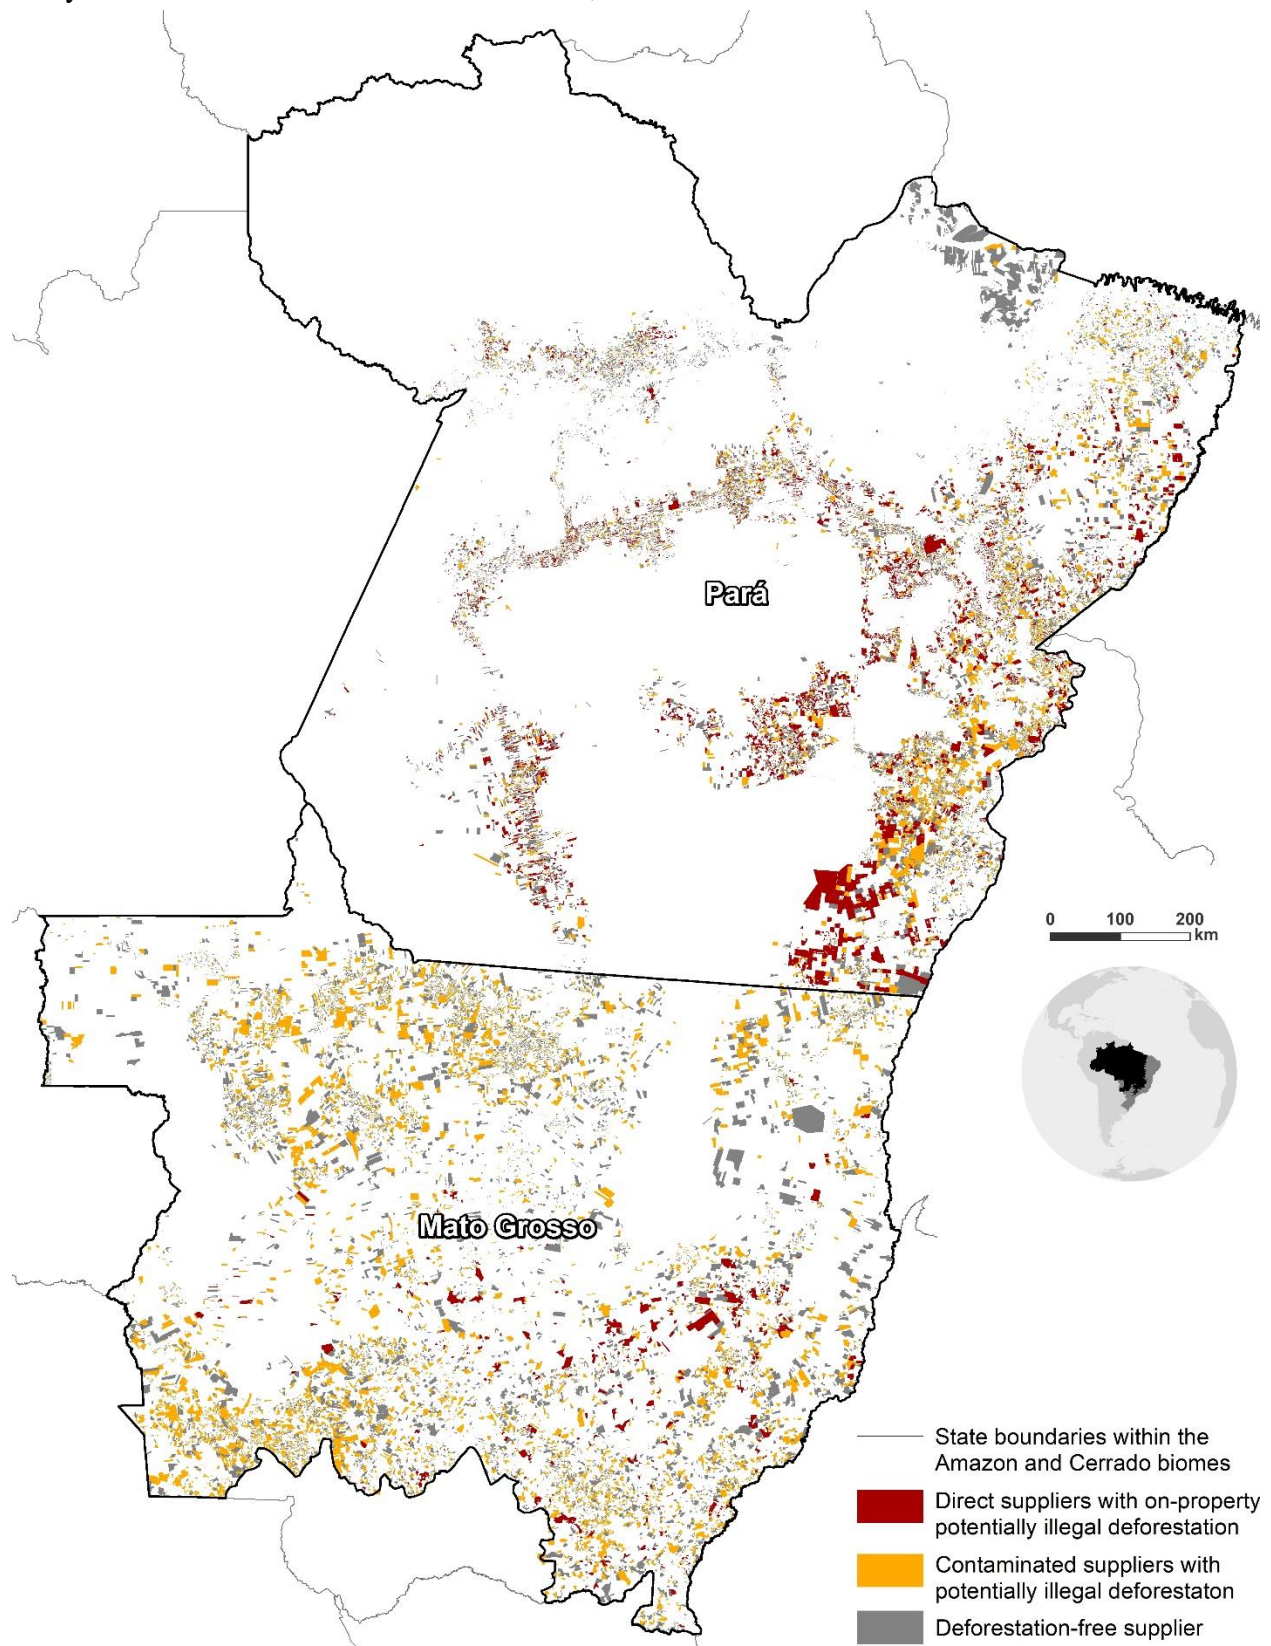 Pará
0 100 200
km
Mato Grosso
State boundaries within the
Amazon and Cerrado biomes
Direct suppliers with on-property
potentially illegal deforestation
Contaminated suppliers with
potentially illegal deforestaton
Deforestation-free supplier